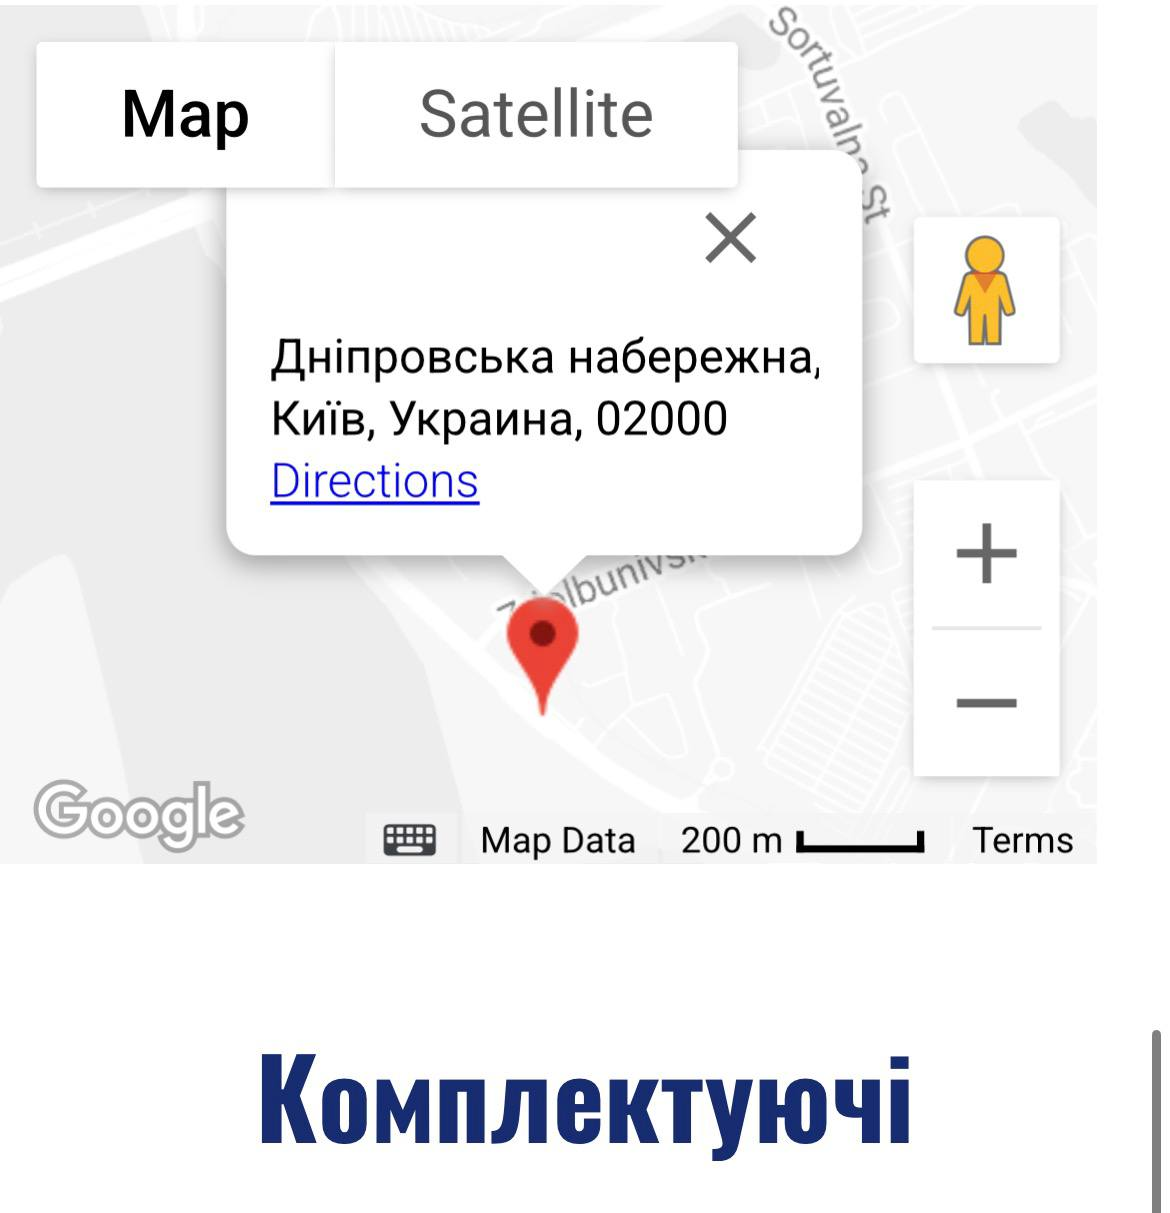 Map
Satellite
Sortuvalna St
Дніпровська набережна,
Київ, Украина, 02000
Directions
Google
Map Data
200 m
Terms
Комплектуючі